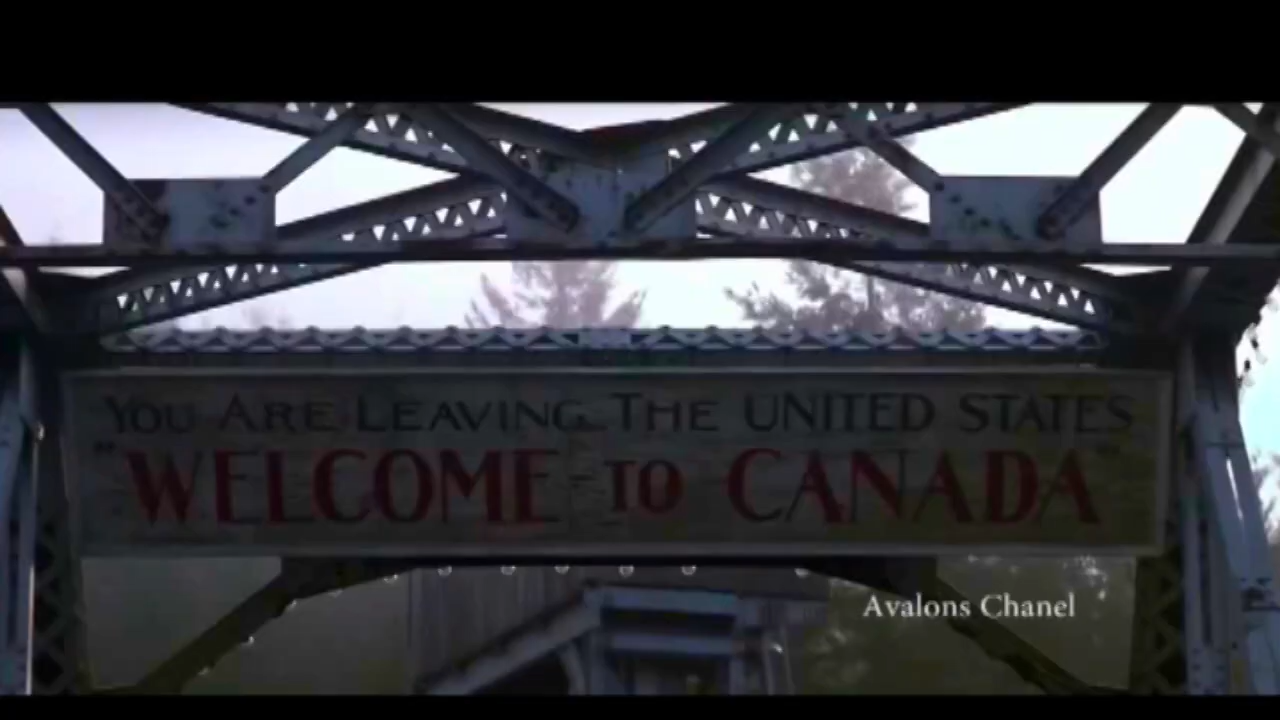 YOU ARE LEAVING THE UNITED STATES
"WELCOME TO CANADA"
Avalons Chanel